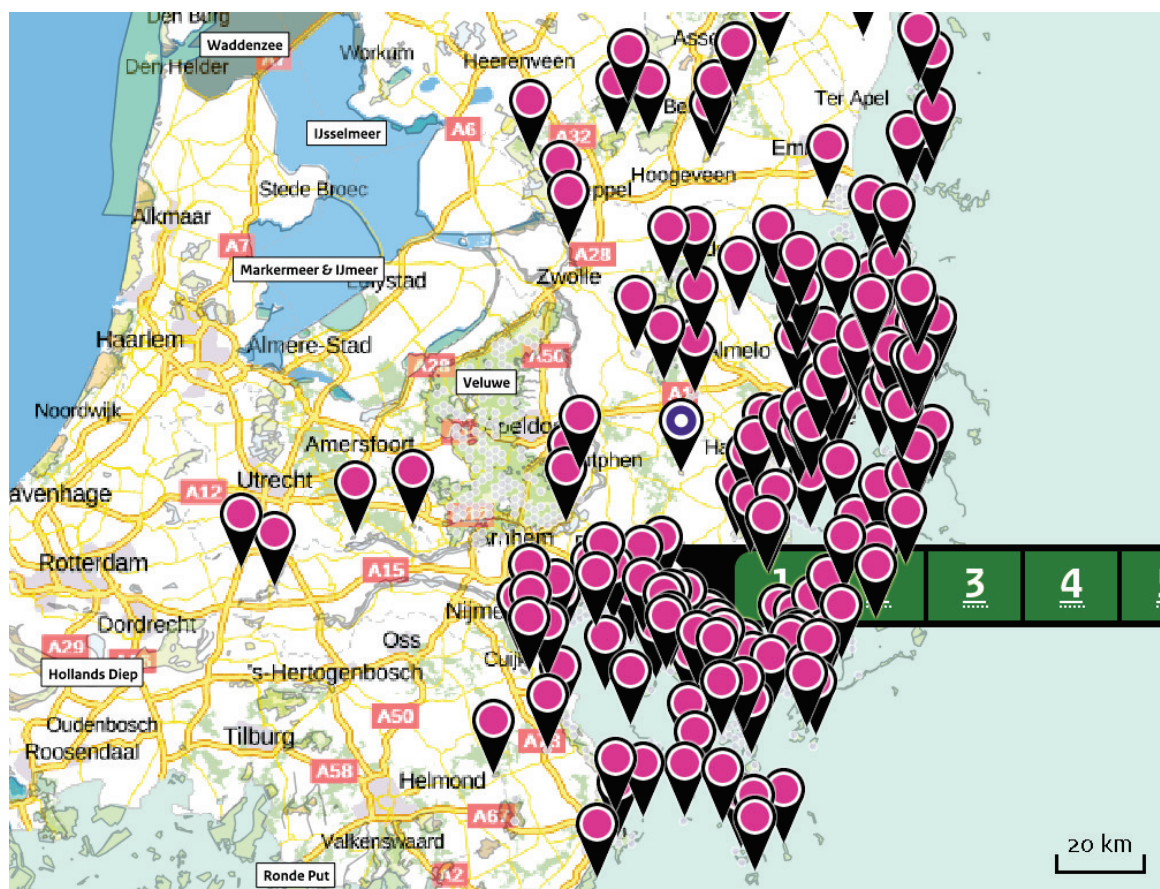 Den Burg
Waddenzee
Den Helder
Workum
Heerenveen
Ter Apel
IJsselmeer
A6
A32
Stede Broec
Hoogeveen
Alkmaar
A7
A28
Markermeer & IJmeer
Zwolle
Haarlem
Almere-Stad
Almelo
A28
A50
Veluwe
A1
Noordwijk
Amersfoort
Utrecht
A12
Rotterdam
A15
3
4
Dordrecht
Oss
A29
Hollands Diep
's-Hertogenbosch
A50
Oudenbosch
Tilburg
Roosendaal
A58
Helmond
A67
20 km
Valkenswaard
Ronde Put
A2